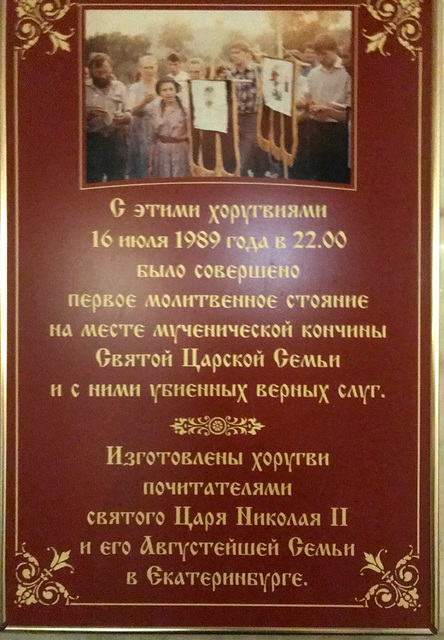 С этими хоругвиями
16 июля 1989 года в 22.00
было совершено
первое молитвенное стояние
на месте мученической кончины
Святой Царской Семьи
и с ними убиенных верных слуг.
Изготовлены хоругви
почитателями
святого Царя Николая II
и его Августейшей Семьи
в Екатеринбурге.